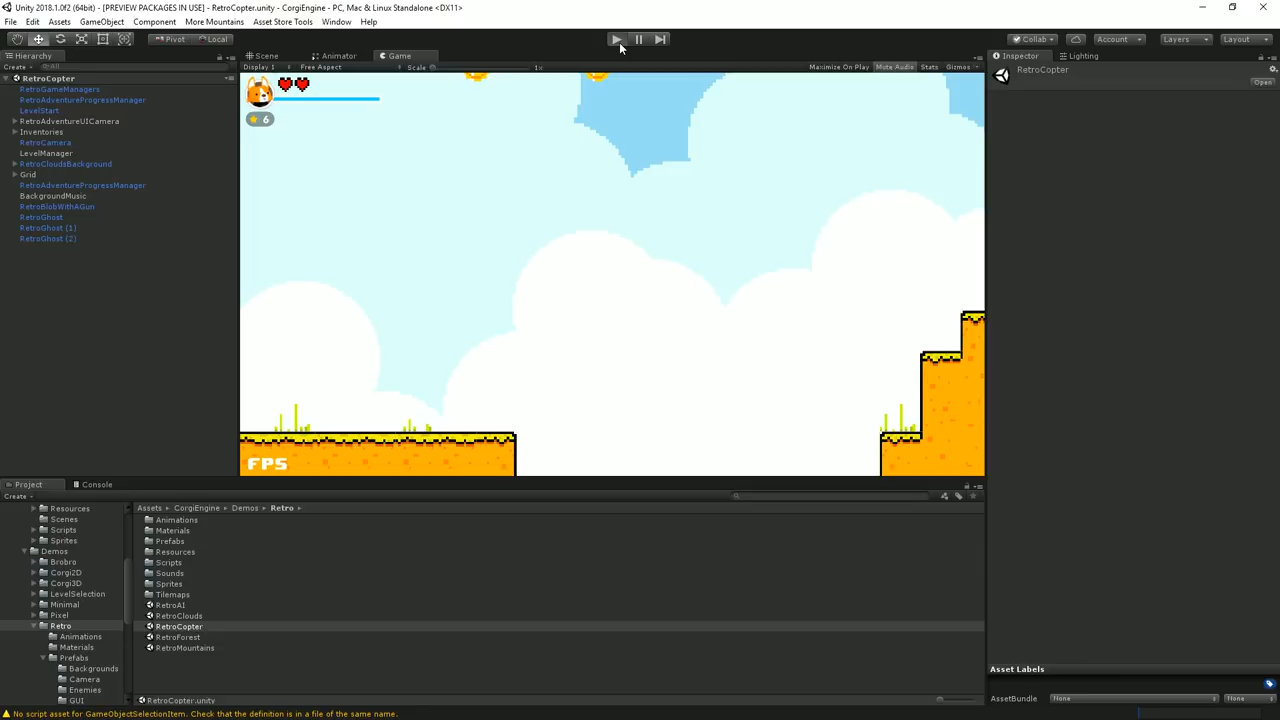 Unity 2018.1.0f2 (64bit) - [PREVIEW PACKAGES IN USE] - RetroCopter.unity - CorgiEngine - PC, Mac & Linux Standalone <DX11>
File Edit Assets GameObject Component More Mountains Asset Store Tools Window Help
Pivot Local Collab Account Layers Layout
Hierarchy Scene Animator Game Inspector Lighting
Create All Display 1 Free Aspect Scale 1x Maximize On Play Mute Audio Stats Gizmos
RetroCopter
RetroCopter
Open
RetroGameManagers
RetroAdventureProgressManager
LevelStart
RetroAdventureUICamera
Inventories
RetroCamera
LevelManager
RetroCloudsBackground
Grid
RetroAdventureProgressManager
BackgroundMusic
RetroBlobWithAGun
RetroGhost
RetroGhost (1)
RetroGhost (2)
6
FPS
Project Console
Create
Assets ▸ CorgiEngine ▸ Demos ▸ Retro ▸
Resources
Scenes
Scripts
Sprites
Demos
Brobro
Corgi2D
Corgi3D
LevelSelection
Minimal
Pixel
Retro
Animations
Materials
Prefabs
Backgrounds
Camera
Enemies
GUI
Animations
Materials
Prefabs
Resources
Scripts
Sounds
Sprites
Tilemaps
RetroAI
RetroClouds
RetroCopter
RetroForest
RetroMountains
RetroCopter.unity
Asset Labels
AssetBundle None None
No script asset for GameObjectSelectionItem. Check that the definition is in a file of the same name.